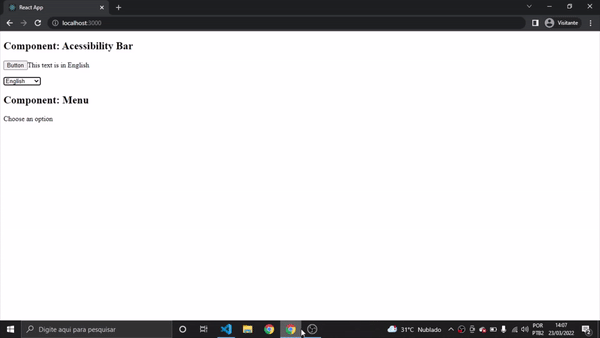 React App
localhost:3000
Visitante
Component: Acessibility Bar
Button This text is in English
English
Component: Menu
Choose an option
Digite aqui para pesquisar
31°C Nublado
POR
PTB2
14:07
23/03/2022